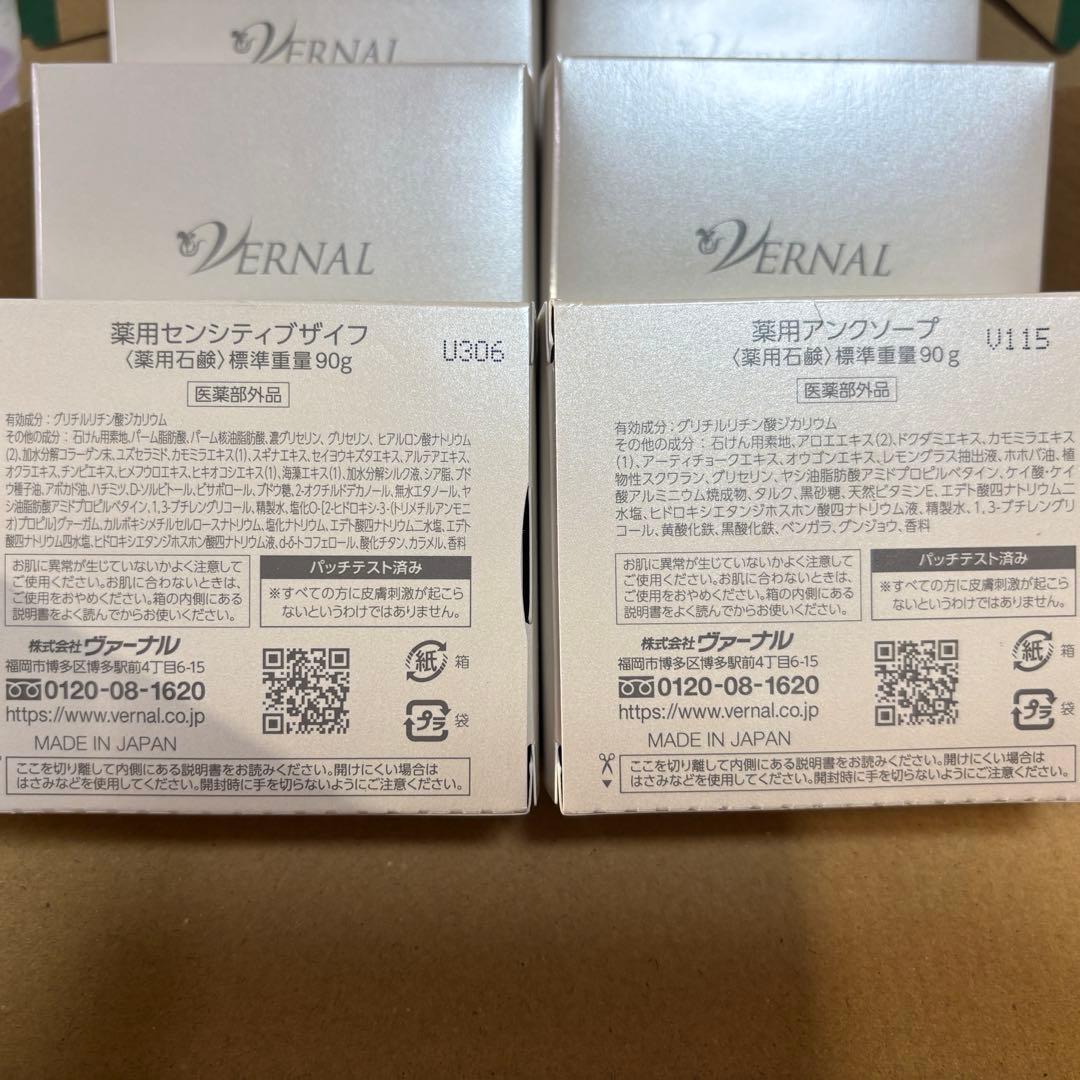 VERNAL
VERNAL
VERNAL
VERNAL
薬用センシティブザイフ
〈薬用石鹸〉標準重量90g
U306
医薬部外品
有効成分：グリチルリチン酸ジカリウム
その他の成分：石けん用素地、パーム脂肪酸、パーム核油脂肪酸、濃グリセリン、グリセリン、ヒアルロン酸ナトリウム
(2)、加水分解コラーゲン末、ユズセラミド、カモミラエキス(1)、スギナエキス、セイヨウキズタエキス、アルテアエキス、
オクラエキス、チンピエキス、ヒメフウロエキス、ヒキオコシエキス(1)、海藻エキス(1)、加水分解シルク液、シア脂、ブド
ウ種子油、アボカド油、ハチミツ、D-ソルビトール、ビサボロール、ブドウ糖、2-オクチルドデカノール、無水エタノール、ヤ
シ油脂肪酸アミドプロピルベタイン、1,3-ブチレングリコール、精製水、塩化O-[2-ヒドロキシ-3-(トリメチルアンモニ
オ)プロピル]グァーガム、カルボキシメチルセルロースナトリウム、塩化ナトリウム、エデト酸四ナトリウム二水塩、エデト
酸四ナトリウム四水塩、ヒドロキシエタンジホスホン酸四ナトリウム液、d-δ-トコフェロール、酸化チタン、カラメル、香料
お肌に異常が生じていないかよく注意して
ご使用ください。お肌に合わないときは、
ご使用をおやめください。箱の内側にある
説明書をよく読んでからお使いください。
パッチテスト済み
※すべての方に皮膚刺激が起こら
ないというわけではありません。
株式会社ヴァーナル
福岡市博多区博多駅前4丁目6-15
0120-08-1620
https://www.vernal.co.jp
MADE IN JAPAN
紙 箱
プラ 袋
ここを切り離して内側にある説明書をお読みください。開けにくい場合は
はさみなどを使用してください。開封時に手を切らないようにご注意ください。
薬用アンクソープ
〈薬用石鹸〉標準重量90g
V115
医薬部外品
有効成分：グリチルリチン酸ジカリウム
その他の成分：石けん用素地、アロエエキス(2)、ドクダミエキス、カモミラエキス
(1)、アーティチョークエキス、オウゴンエキス、レモングラス抽出液、ホホバ油、植
物性スクワラン、グリセリン、ヤシ油脂肪酸アミドプロピルベタイン、ケイ酸・ケイ
酸アルミニウム焼成物、タルク、黒砂糖、天然ビタミンE、エデト酸四ナトリウム二
水塩、ヒドロキシエタンジホスホン酸四ナトリウム液、精製水、1,3-ブチレングリ
コール、黄酸化鉄、黒酸化鉄、ベンガラ、グンジョウ、香料
お肌に異常が生じていないかよく注意して
ご使用ください。お肌に合わないときは、
ご使用をおやめください。箱の内側にある
説明書をよく読んでからお使いください。
パッチテスト済み
※すべての方に皮膚刺激が起こら
ないというわけではありません。
株式会社ヴァーナル
福岡市博多区博多駅前4丁目6-15
0120-08-1620
https://www.vernal.co.jp
MADE IN JAPAN
紙 箱
プラ 袋
ここを切り離して内側にある説明書をお読みください。開けにくい場合は
はさみなどを使用してください。開封時に手を切らないようにご注意ください。